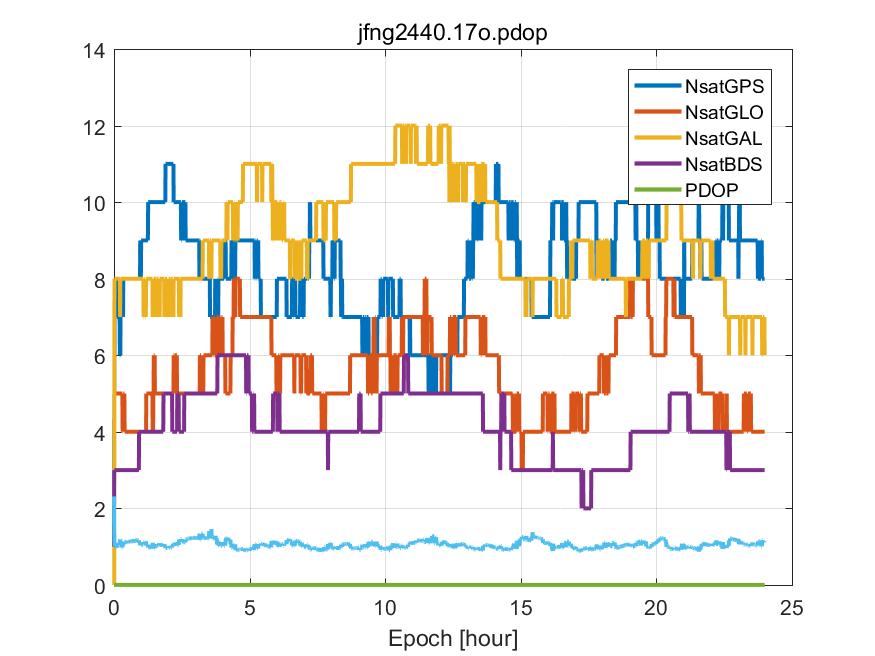 jfng2440.17o.pdop
14
12
10
8
6
4
2
0
NsatGPS
NsatGLO
NsatGAL
NsatBDS
PDOP
0 5 10 15 20 25
Epoch [hour]